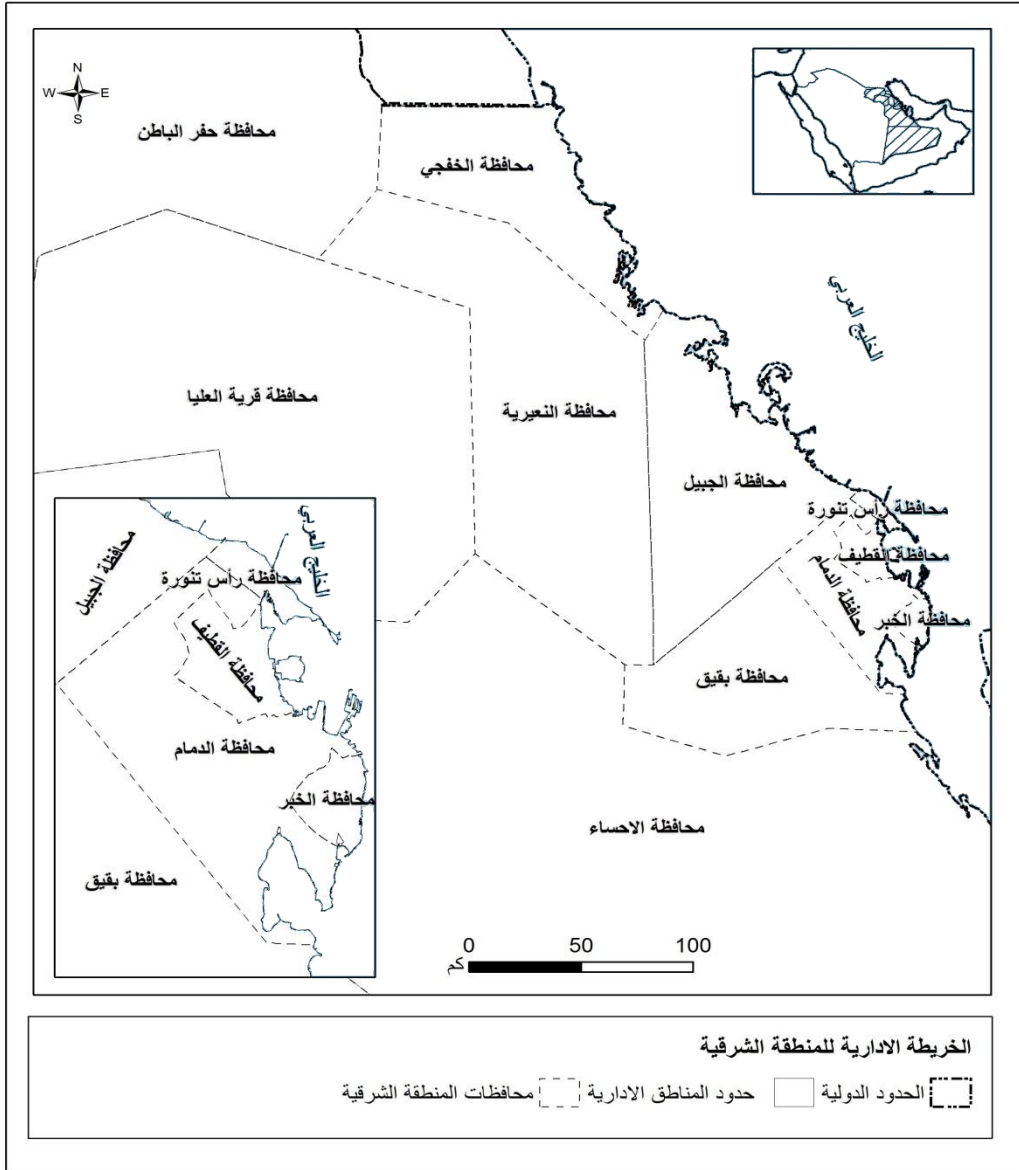 N
W E
S
محافظة حفر الباطن
محافظة الخفجي
الخليج العربي
محافظة قرية العليا
محافظة النعيرية
محافظة الجبيل
محافظة رأس تنورة
محافظة القطيف
محافظة الدمام
محافظة الخبر
محافظة بقيق
محافظة الاحساء
محافظة الجبيل
الخليج العربي
محافظة رأس تنورة
محافظة القطيف
محافظة الدمام
محافظة الخبر
محافظة بقيق
0 50 100
كم
الخريطة الادارية للمنطقة الشرقية
الحدود الدولية حدود المناطق الادارية محافظات المنطقة الشرقية